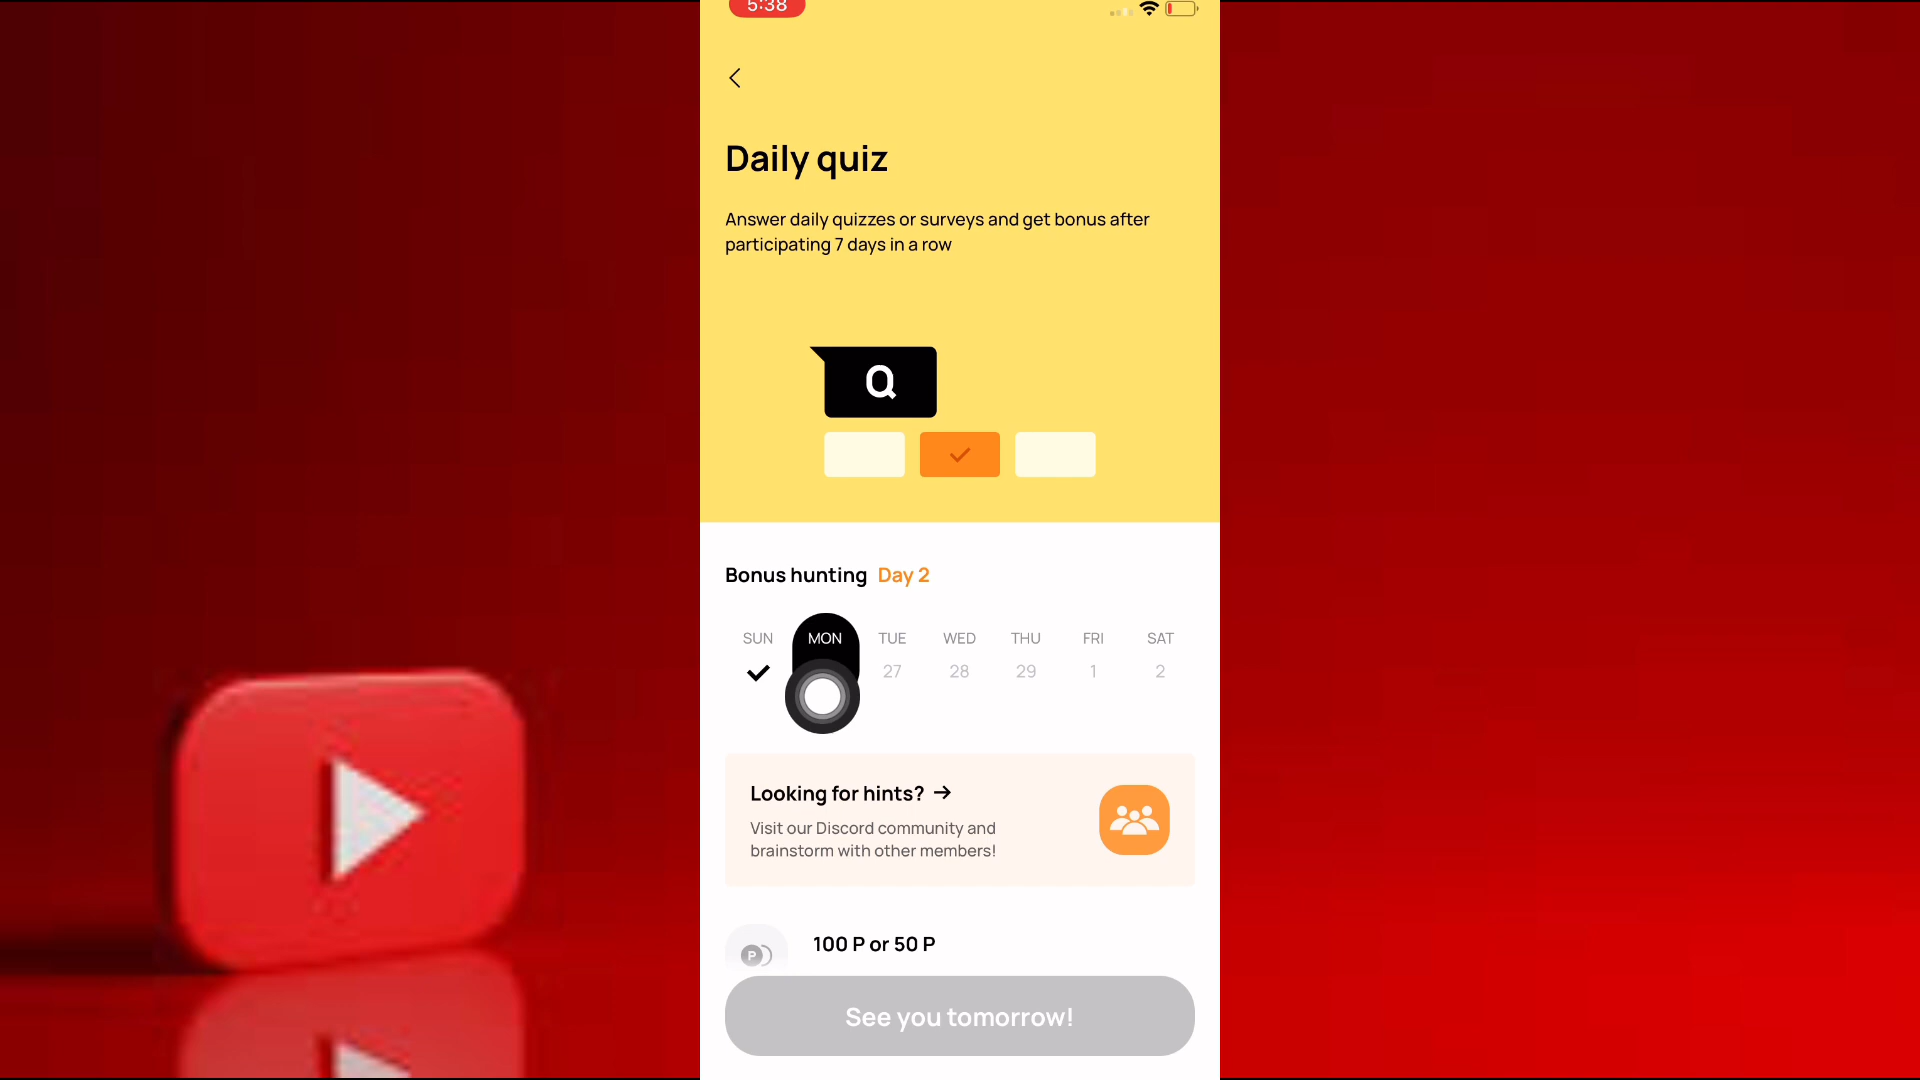 5:38
Daily quiz
Answer daily quizzes or surveys and get bonus after
participating 7 days in a row
Q
Bonus hunting Day 2
SUN MON TUE WED THU FRI SAT
27 28 29 1 2
Looking for hints? →
Visit our Discord community and
brainstorm with other members!
P
100 P or 50 P
See you tomorrow!